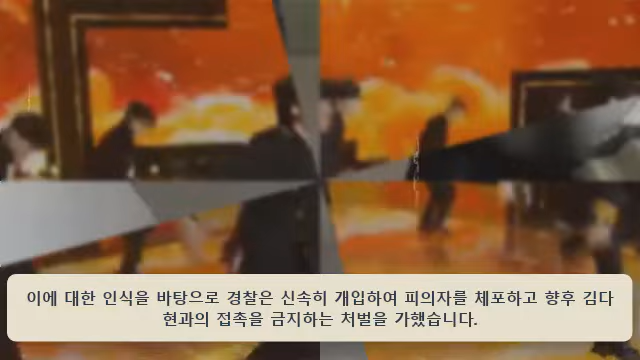 이에 대한 인식을 바탕으로 경찰은 신속히 개입하여 피의자를 체포하고 향후 김다
현과의 접촉을 금지하는 처벌을 가했습니다.